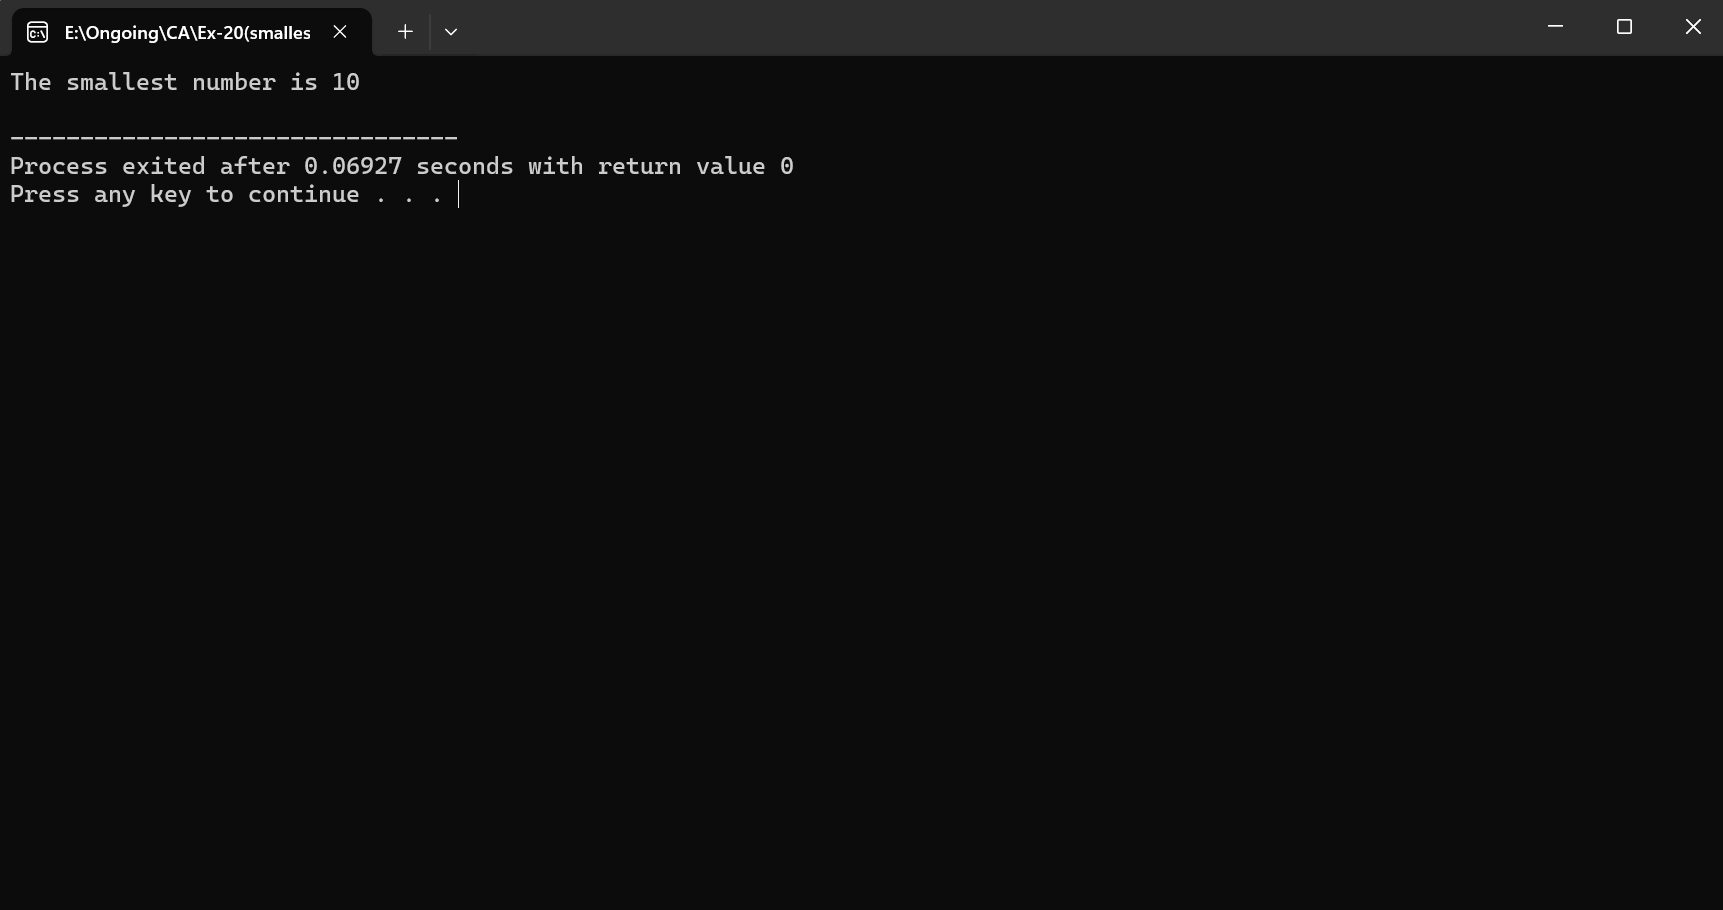 E:\Ongoing\CA\Ex-20(smalles
The smallest number is 10
--------------------------------
Process exited after 0.06927 seconds with return value 0
Press any key to continue . . .